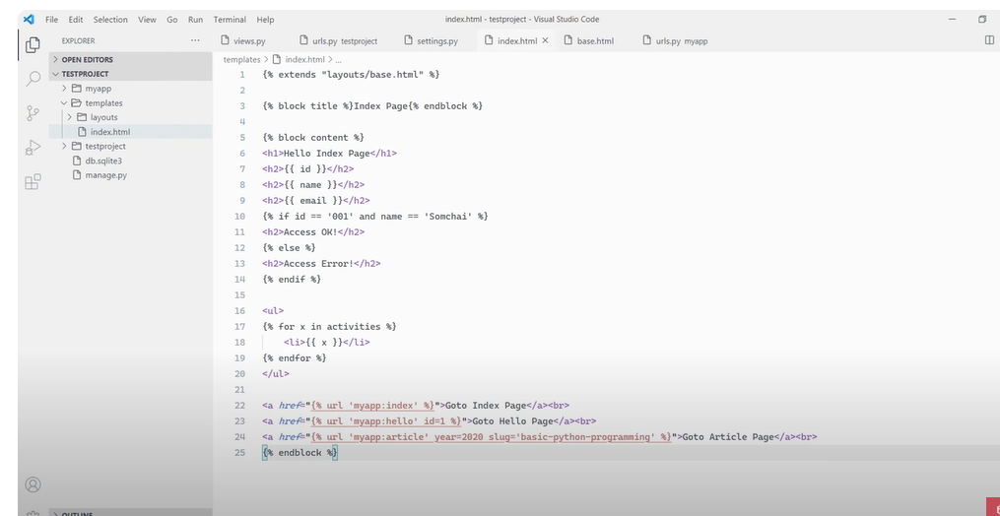 File Edit Selection View Go Run Terminal Help
index.html - testproject - Visual Studio Code
EXPLORER ...
OPEN EDITORS
TESTPROJECT
myapp
templates
layouts
index.html
testproject
db.sqlite3
manage.py
OUTLINE
views.py urls.py testproject settings.py index.html base.html urls.py myapp
templates > index.html > ...
1 {% extends "layouts/base.html" %}
2
3 {% block title %}Index Page{% endblock %}
4
5 {% block content %}
6 <h1>Hello Index Page</h1>
7 <h2>{{ id }}</h2>
8 <h2>{{ name }}</h2>
9 <h2>{{ email }}</h2>
10 {% if id == '001' and name == 'Somchai' %}
11 <h2>Access OK!</h2>
12 {% else %}
13 <h2>Access Error!</h2>
14 {% endif %}
15
16 <ul>
17 {% for x in activities %}
18 <li>{{ x }}</li>
19 {% endfor %}
20 </ul>
21
22 <a href="{% url 'myapp:index' %}">Goto Index Page</a><br>
23 <a href="{% url 'myapp:hello' id=1 %}">Goto Hello Page</a><br>
24 <a href="{% url 'myapp:article' year=2020 slug='basic-python-programming' %}">Goto Article Page</a><br>
25 {% endblock %}